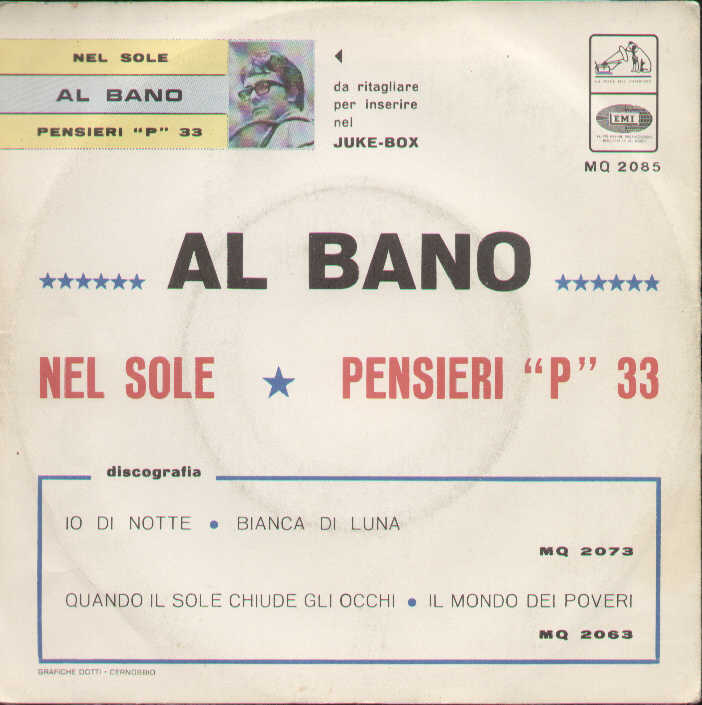 NEL SOLE
AL BANO
PENSIERI "P" 33
da ritagliare
per inserire
nel
JUKE-BOX
EMI
MQ 2085
AL BANO
NEL SOLE ★ PENSIERI "P" 33
discografia
IO DI NOTTE • BIANCA DI LUNA
MQ 2073
QUANDO IL SOLE CHIUDE GLI OCCHI • IL MONDO DEI POVERI
MQ 2063
GRAFICHE DOTTI - CERNOBBIO